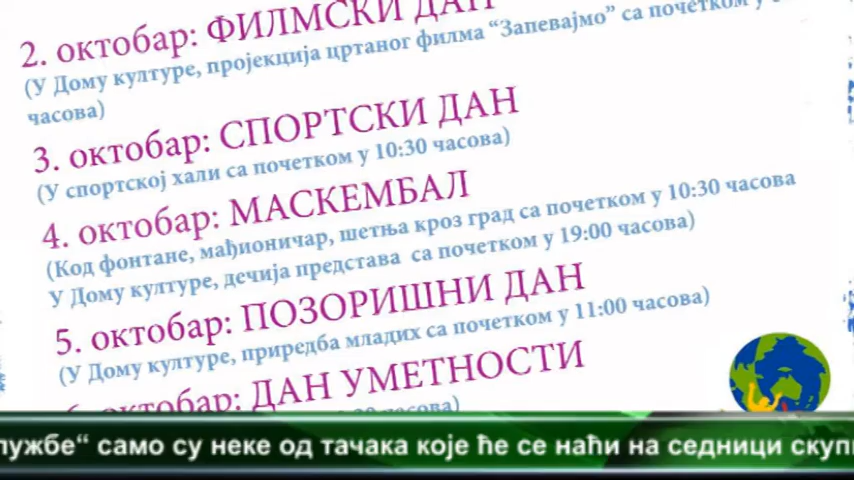 2. октобар: ФИЛМСКИ ДАН
(У Дому културе, пројекција цртаног филма “Запевајмо” са почетком у
часова)
3. октобар: СПОРТСКИ ДАН
(У спортској хали са почетком у 10:30 часова)
4. октобар: МАСКЕМБАЛ
(Код фонтане, мађионичар, шетња кроз град са почетком у 10:30 часова
У Дому културе, дечија представа са почетком у 19:00 часова)
5. октобар: ПОЗОРИШНИ ДАН
(У Дому културе, приредба младих са почетком у 11:00 часова)
октобар: ДАН УМЕТНОСТИ
часова)
лужбе“ само су неке од тачака које ће се наћи на седници скуп